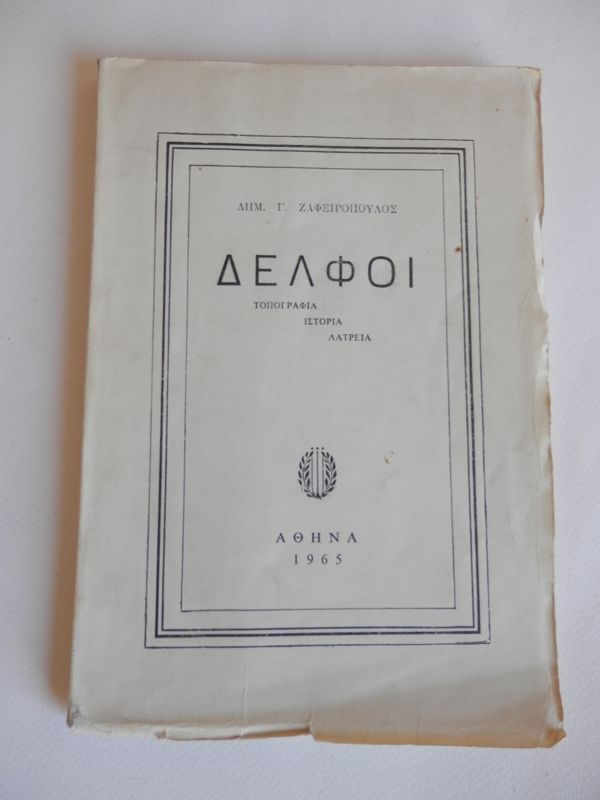 ΔΗΜ. Γ. ΖΑΦΕΙΡΟΠΟΥΛΟΣ
ΔΕΛΦΟΙ
ΤΟΠΟΓΡΑΦΙΑ
ΙΣΤΟΡΙΑ
ΛΑΤΡΕΙΑ
ΑΘΗΝΑ
1965